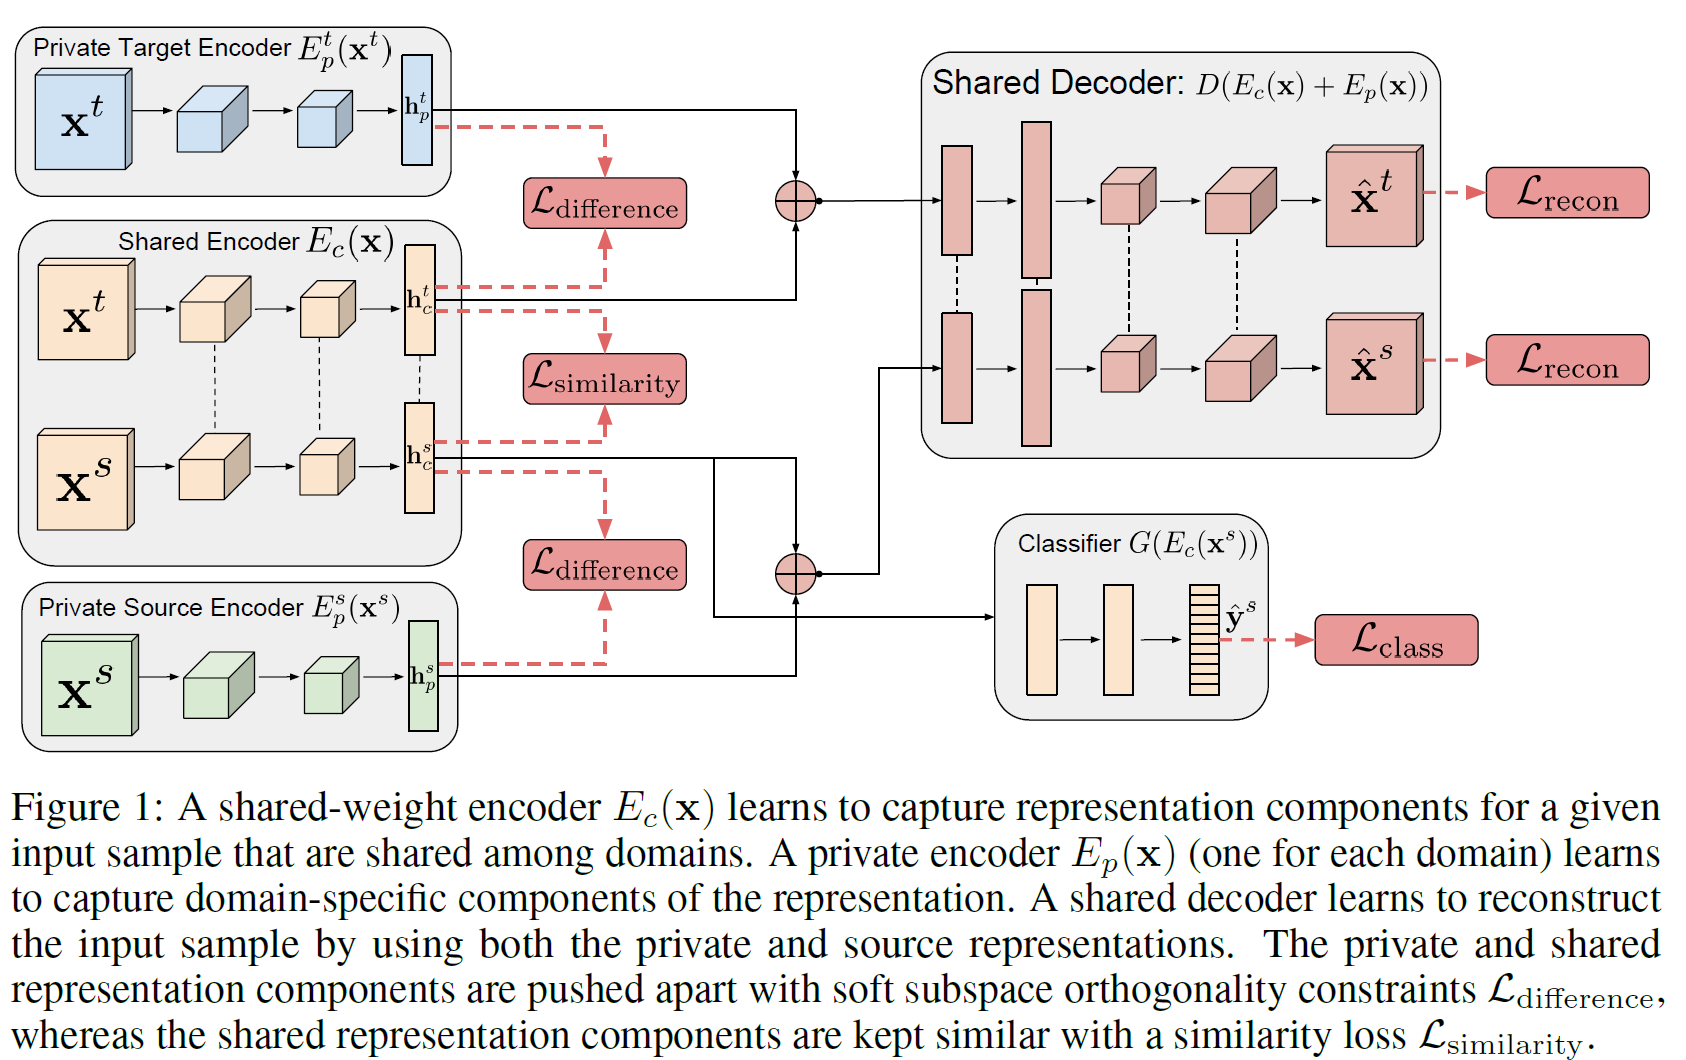 Private Target Encoder E_p^t(x^t)
x^t
h_p^t
Shared Encoder E_c(x)
x^t
h_c^t
x^s
h_c^s
Private Source Encoder E_p^s(x^s)
x^s
h_p^s
ℒ_difference
ℒ_similarity
ℒ_difference
Shared Decoder: D(E_c(x) + E_p(x))
x̂^t
ℒ_recon
x̂^s
ℒ_recon
Classifier G(E_c(x^s))
ŷ^s
ℒ_class
Figure 1: A shared-weight encoder E_c(x) learns to capture representation components for a given
input sample that are shared among domains. A private encoder E_p(x) (one for each domain) learns
to capture domain-specific components of the representation. A shared decoder learns to reconstruct
the input sample by using both the private and source representations. The private and shared
representation components are pushed apart with soft subspace orthogonality constraints ℒ_difference,
whereas the shared representation components are kept similar with a similarity loss ℒ_similarity.